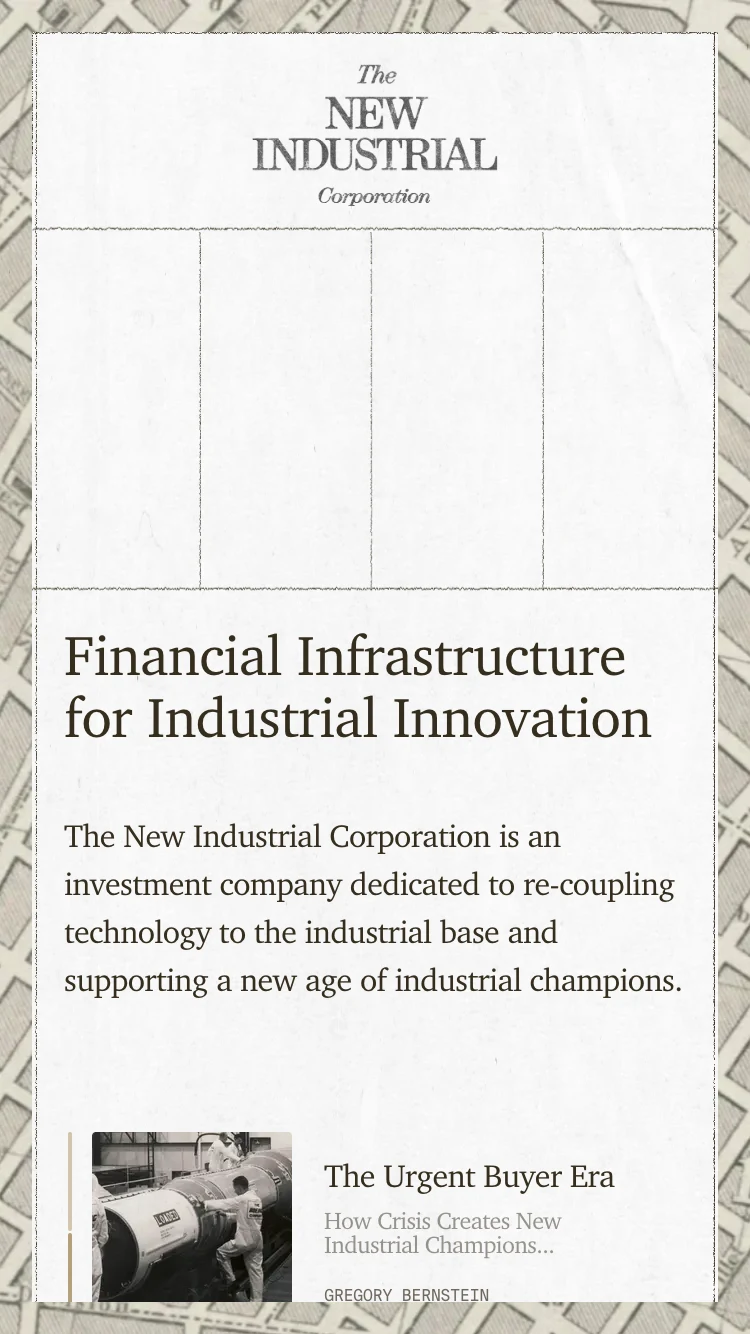 The
NEW
INDUSTRIAL
Corporation
Financial Infrastructure
for Industrial Innovation
The New Industrial Corporation is an
investment company dedicated to re-coupling
technology to the industrial base and
supporting a new age of industrial champions.
LOADED
The Urgent Buyer Era
How Crisis Creates New
Industrial Champions...
GREGORY BERNSTEIN